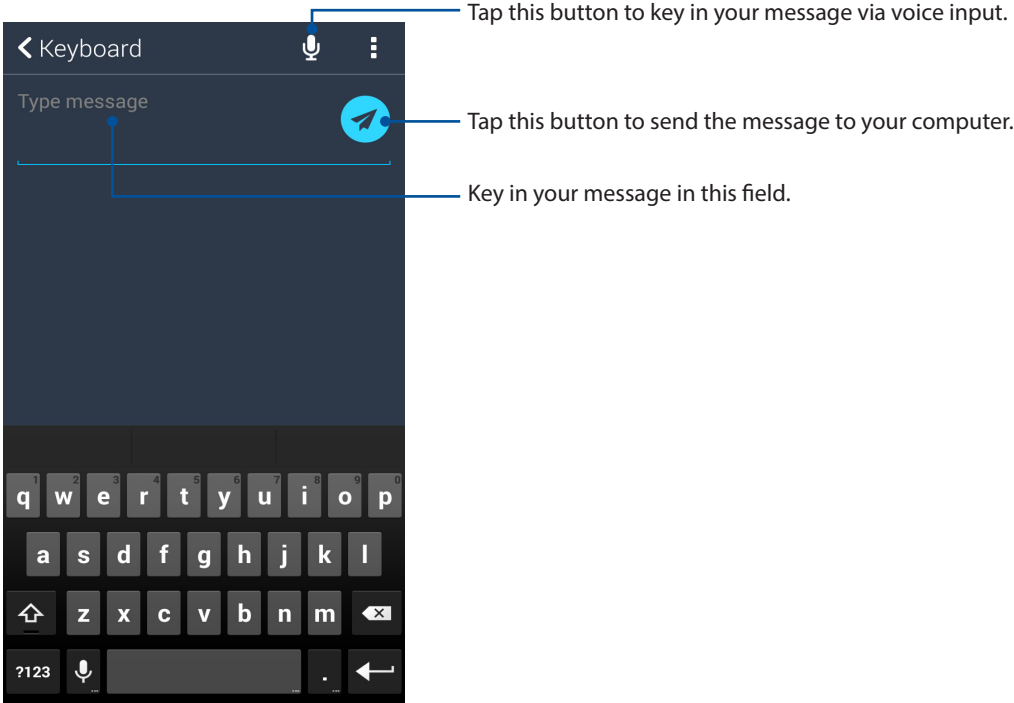 Tap this button to key in your message via voice input.
Keyboard
Type message
Tap this button to send the message to your computer.
Key in your message in this field.
1 2 3 4 5 6 7 8 9 0
q w e r t y u i o p
a s d f g h j k l
z x c v b n m
?123 . ...